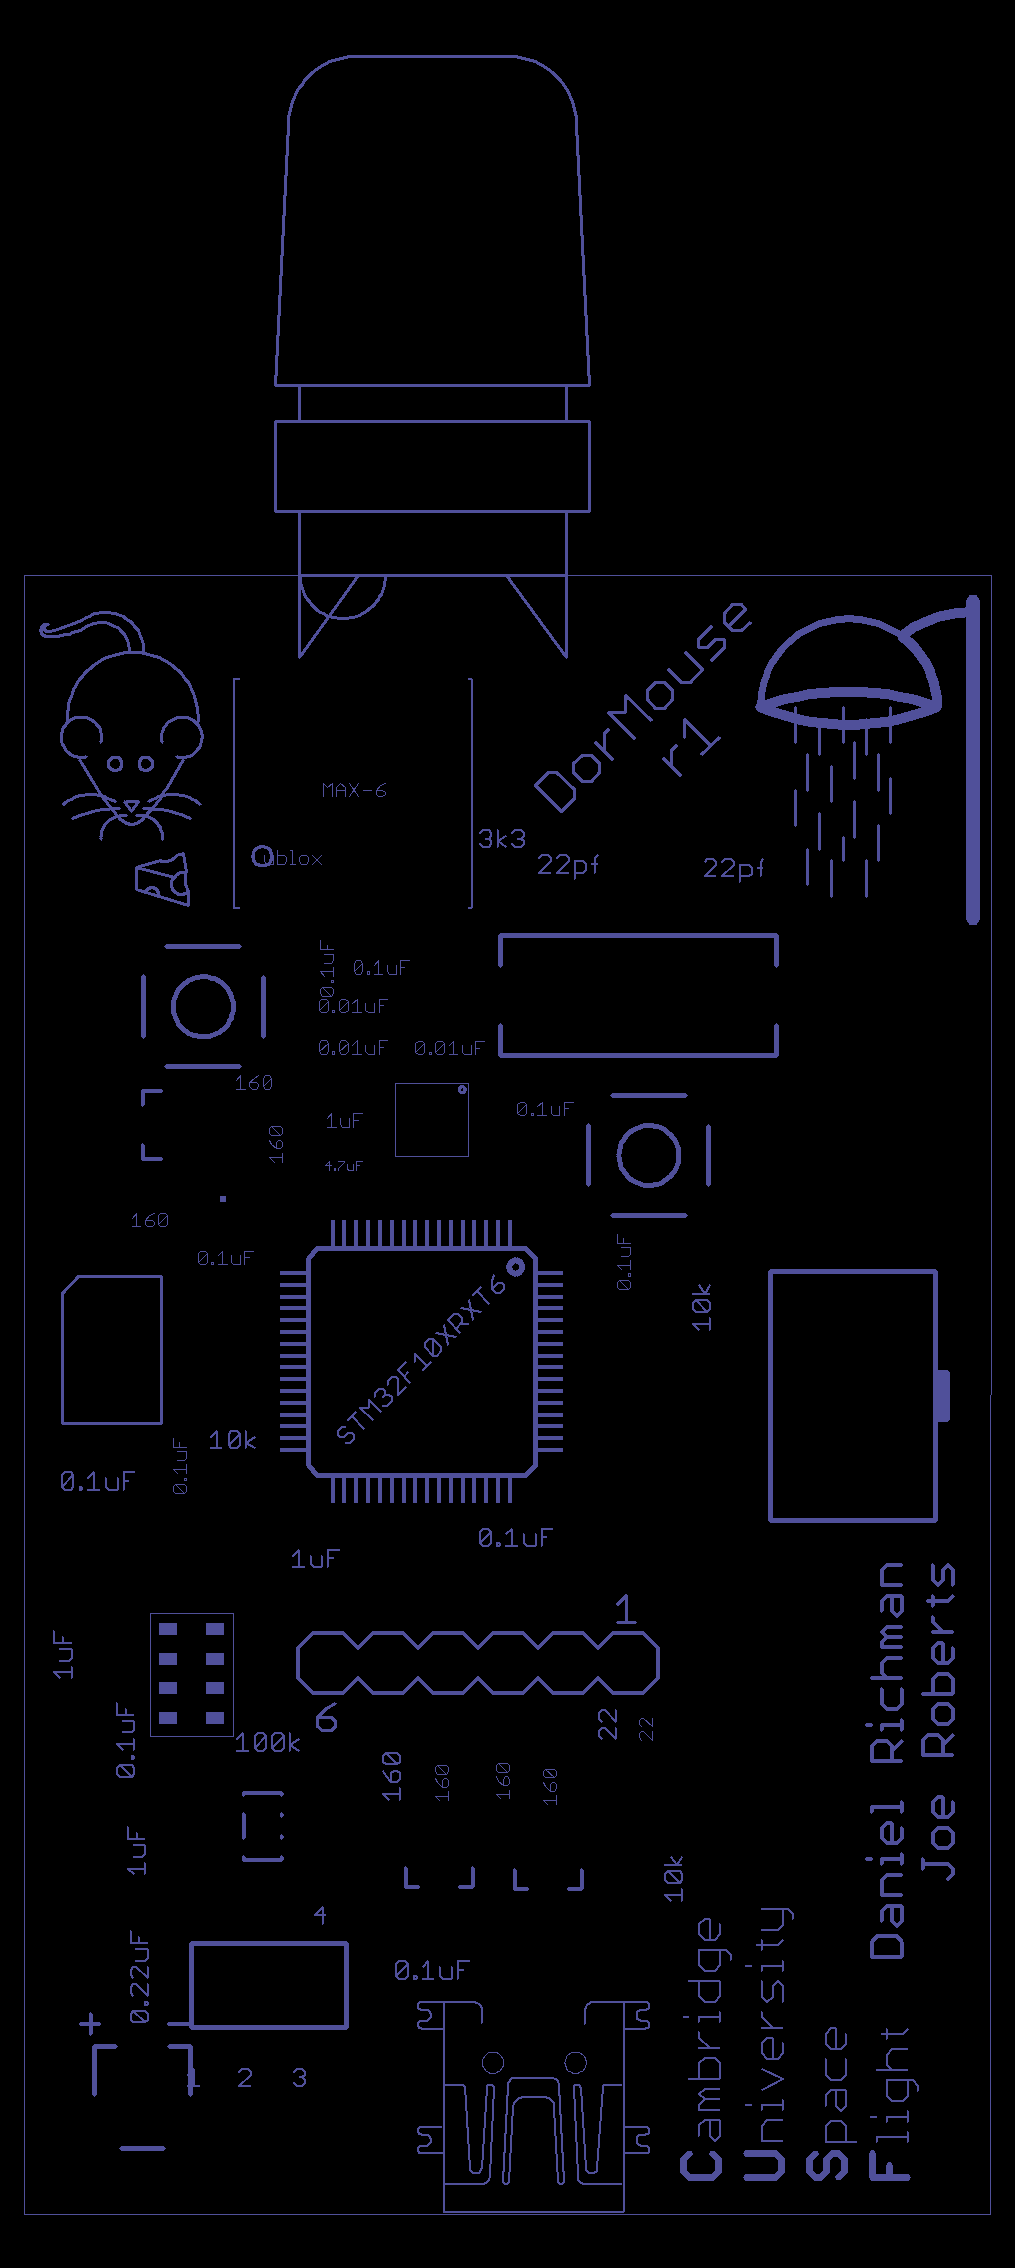 DorMouse
r1
MAX-6
3k3
ublox
22pf
22pf
0.1uF
0.1uF
0.01uF
0.01uF
0.01uF
160
1uF
0.1uF
160
4.7uF
160
0.1uF
0.1uF
10k
STM32F10XRXT6
10k
0.1uF
0.1uF
0.1uF
1uF
1
1uF
6
22
22
0.1uF
100k
160
160
160
160
1uF
10k
4
0.22uF
0.1uF
+
-
1
2
3
Daniel Richman
Joe Roberts
Cambridge
University
Space
Flight